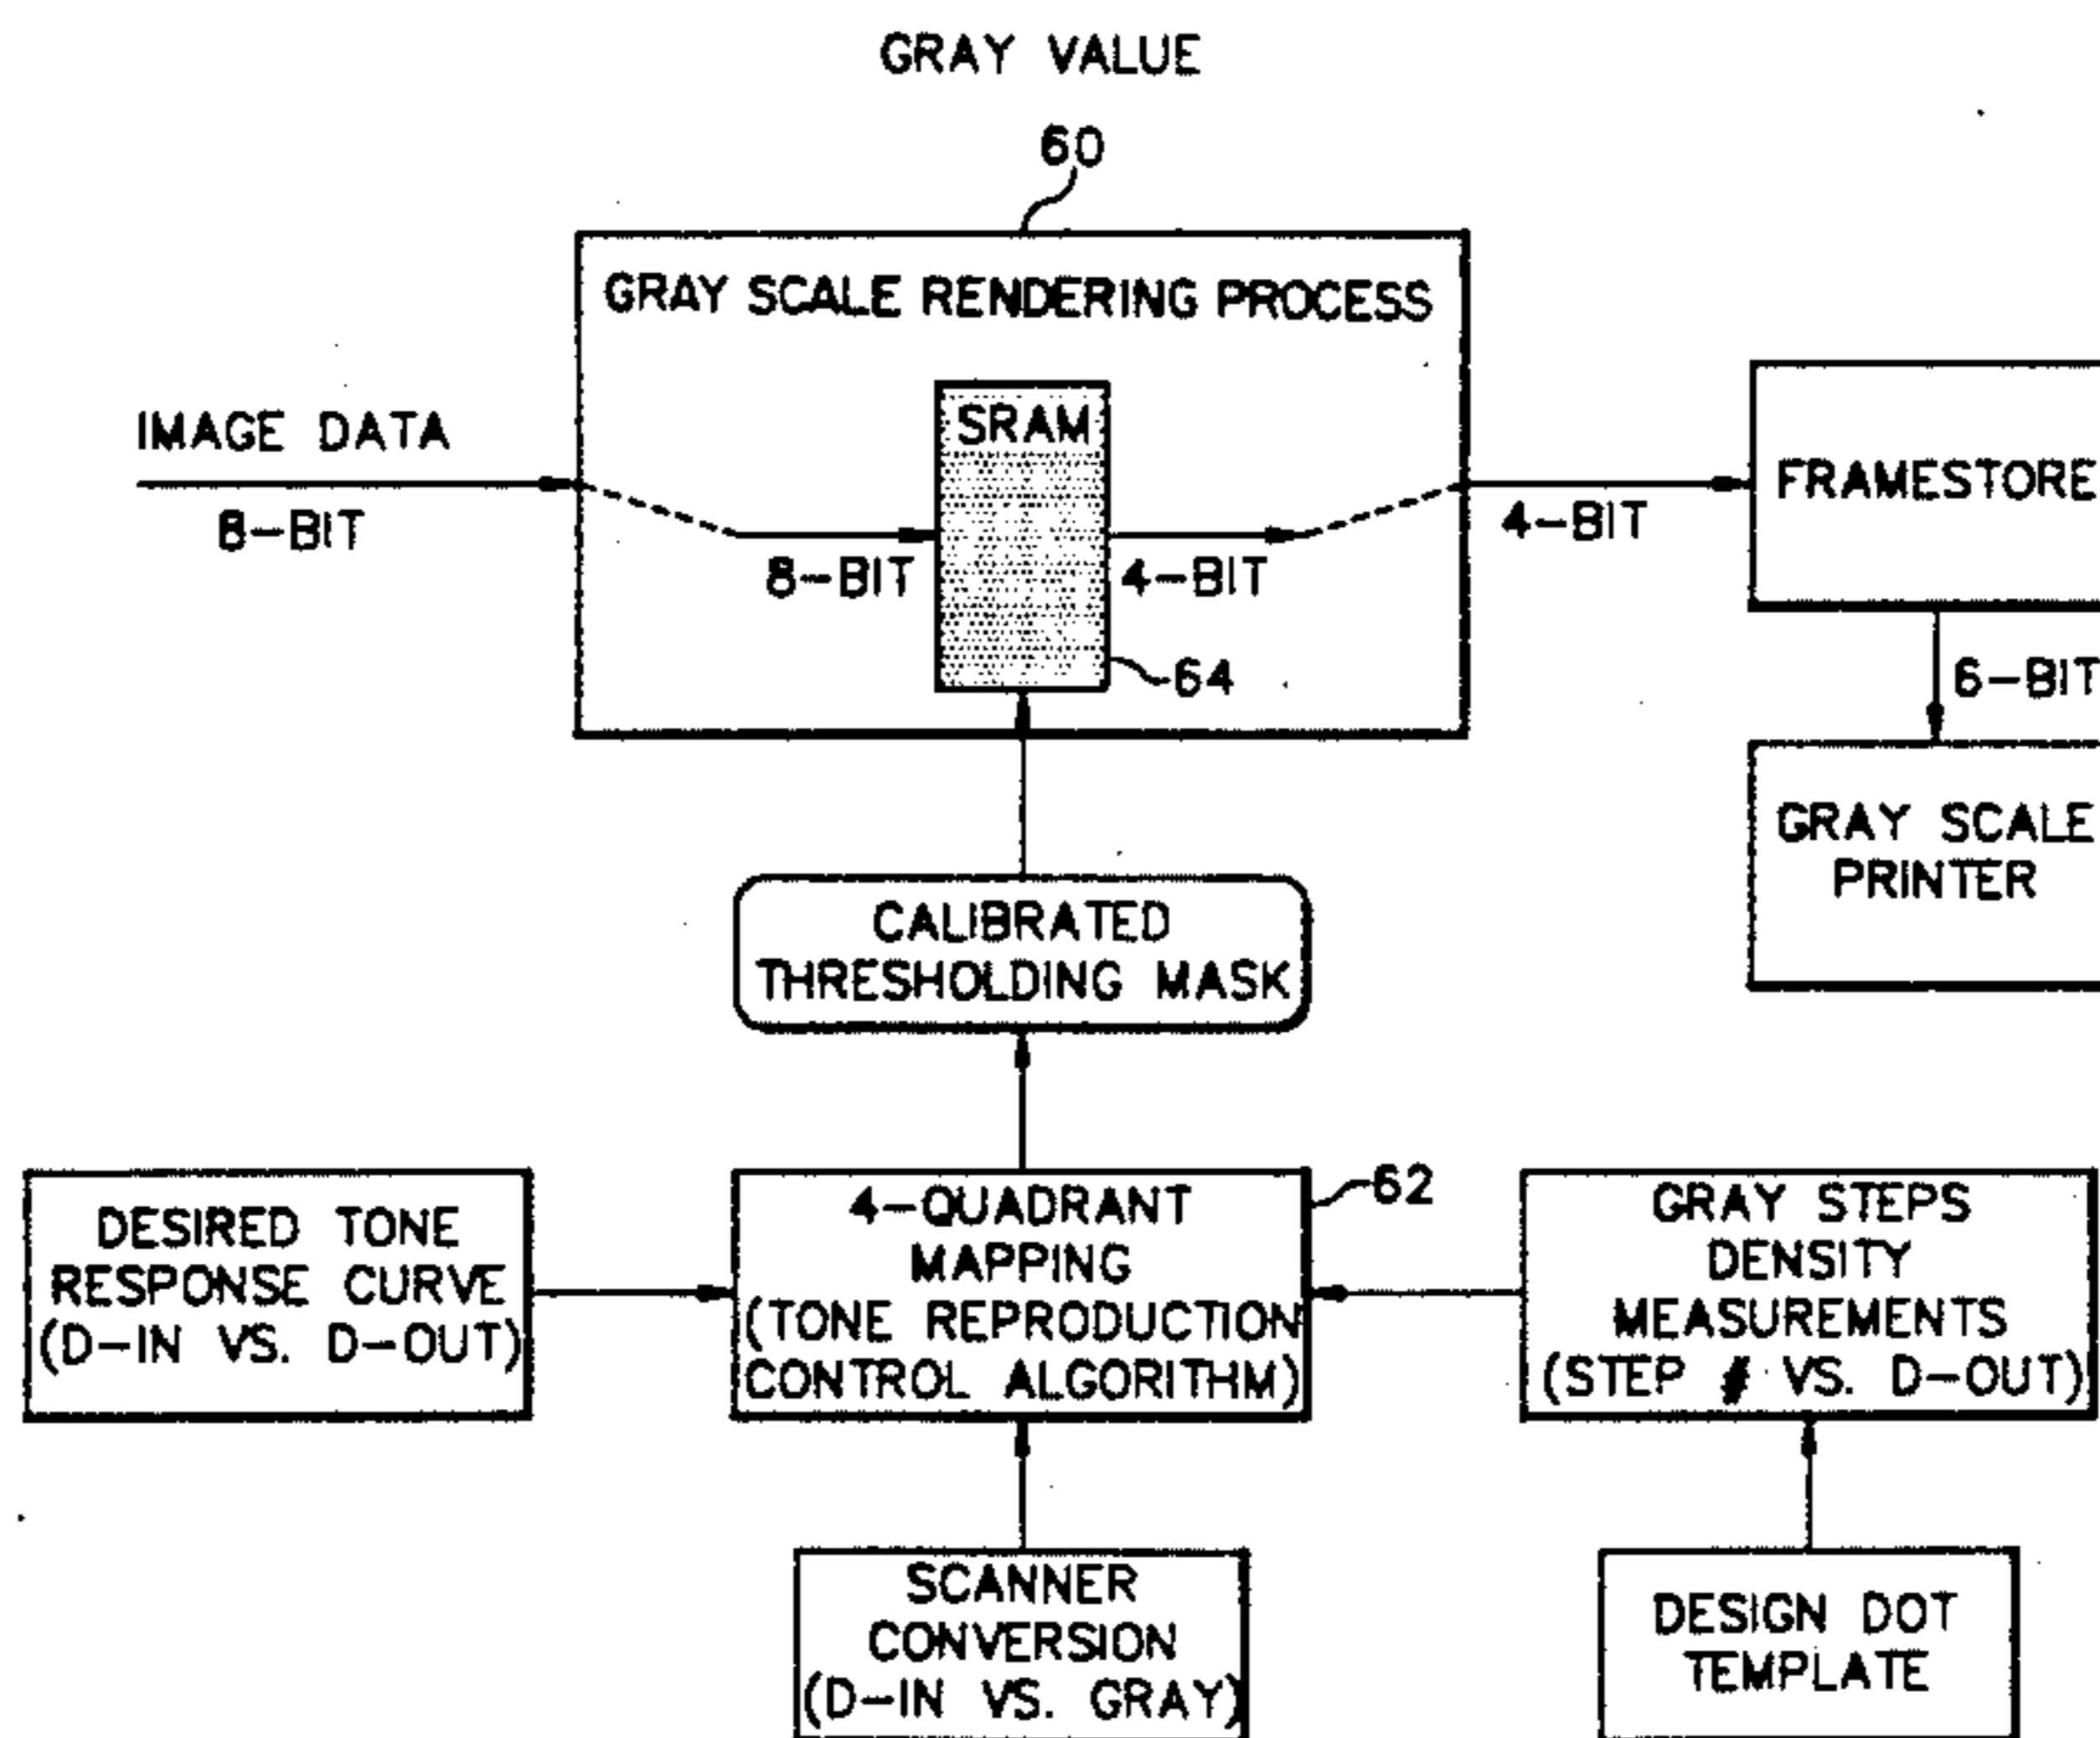 GRAY VALUE
60
GRAY SCALE RENDERING PROCESS
SRAM
IMAGE DATA
8-BIT
8-BIT
4-BIT
4-BIT
64
FRAMESTORE
6-BIT
GRAY SCALE
PRINTER
CALIBRATED
THRESHOLDING MASK
DESIRED TONE
RESPONSE CURVE
(D-IN VS. D-OUT)
62
4-QUADRANT
MAPPING
(TONE REPRODUCTION
CONTROL ALGORITHM)
GRAY STEPS
DENSITY
MEASUREMENTS
(STEP # VS. D-OUT)
SCANNER
CONVERSION
(D-IN VS. GRAY)
DESIGN DOT
TEMPLATE